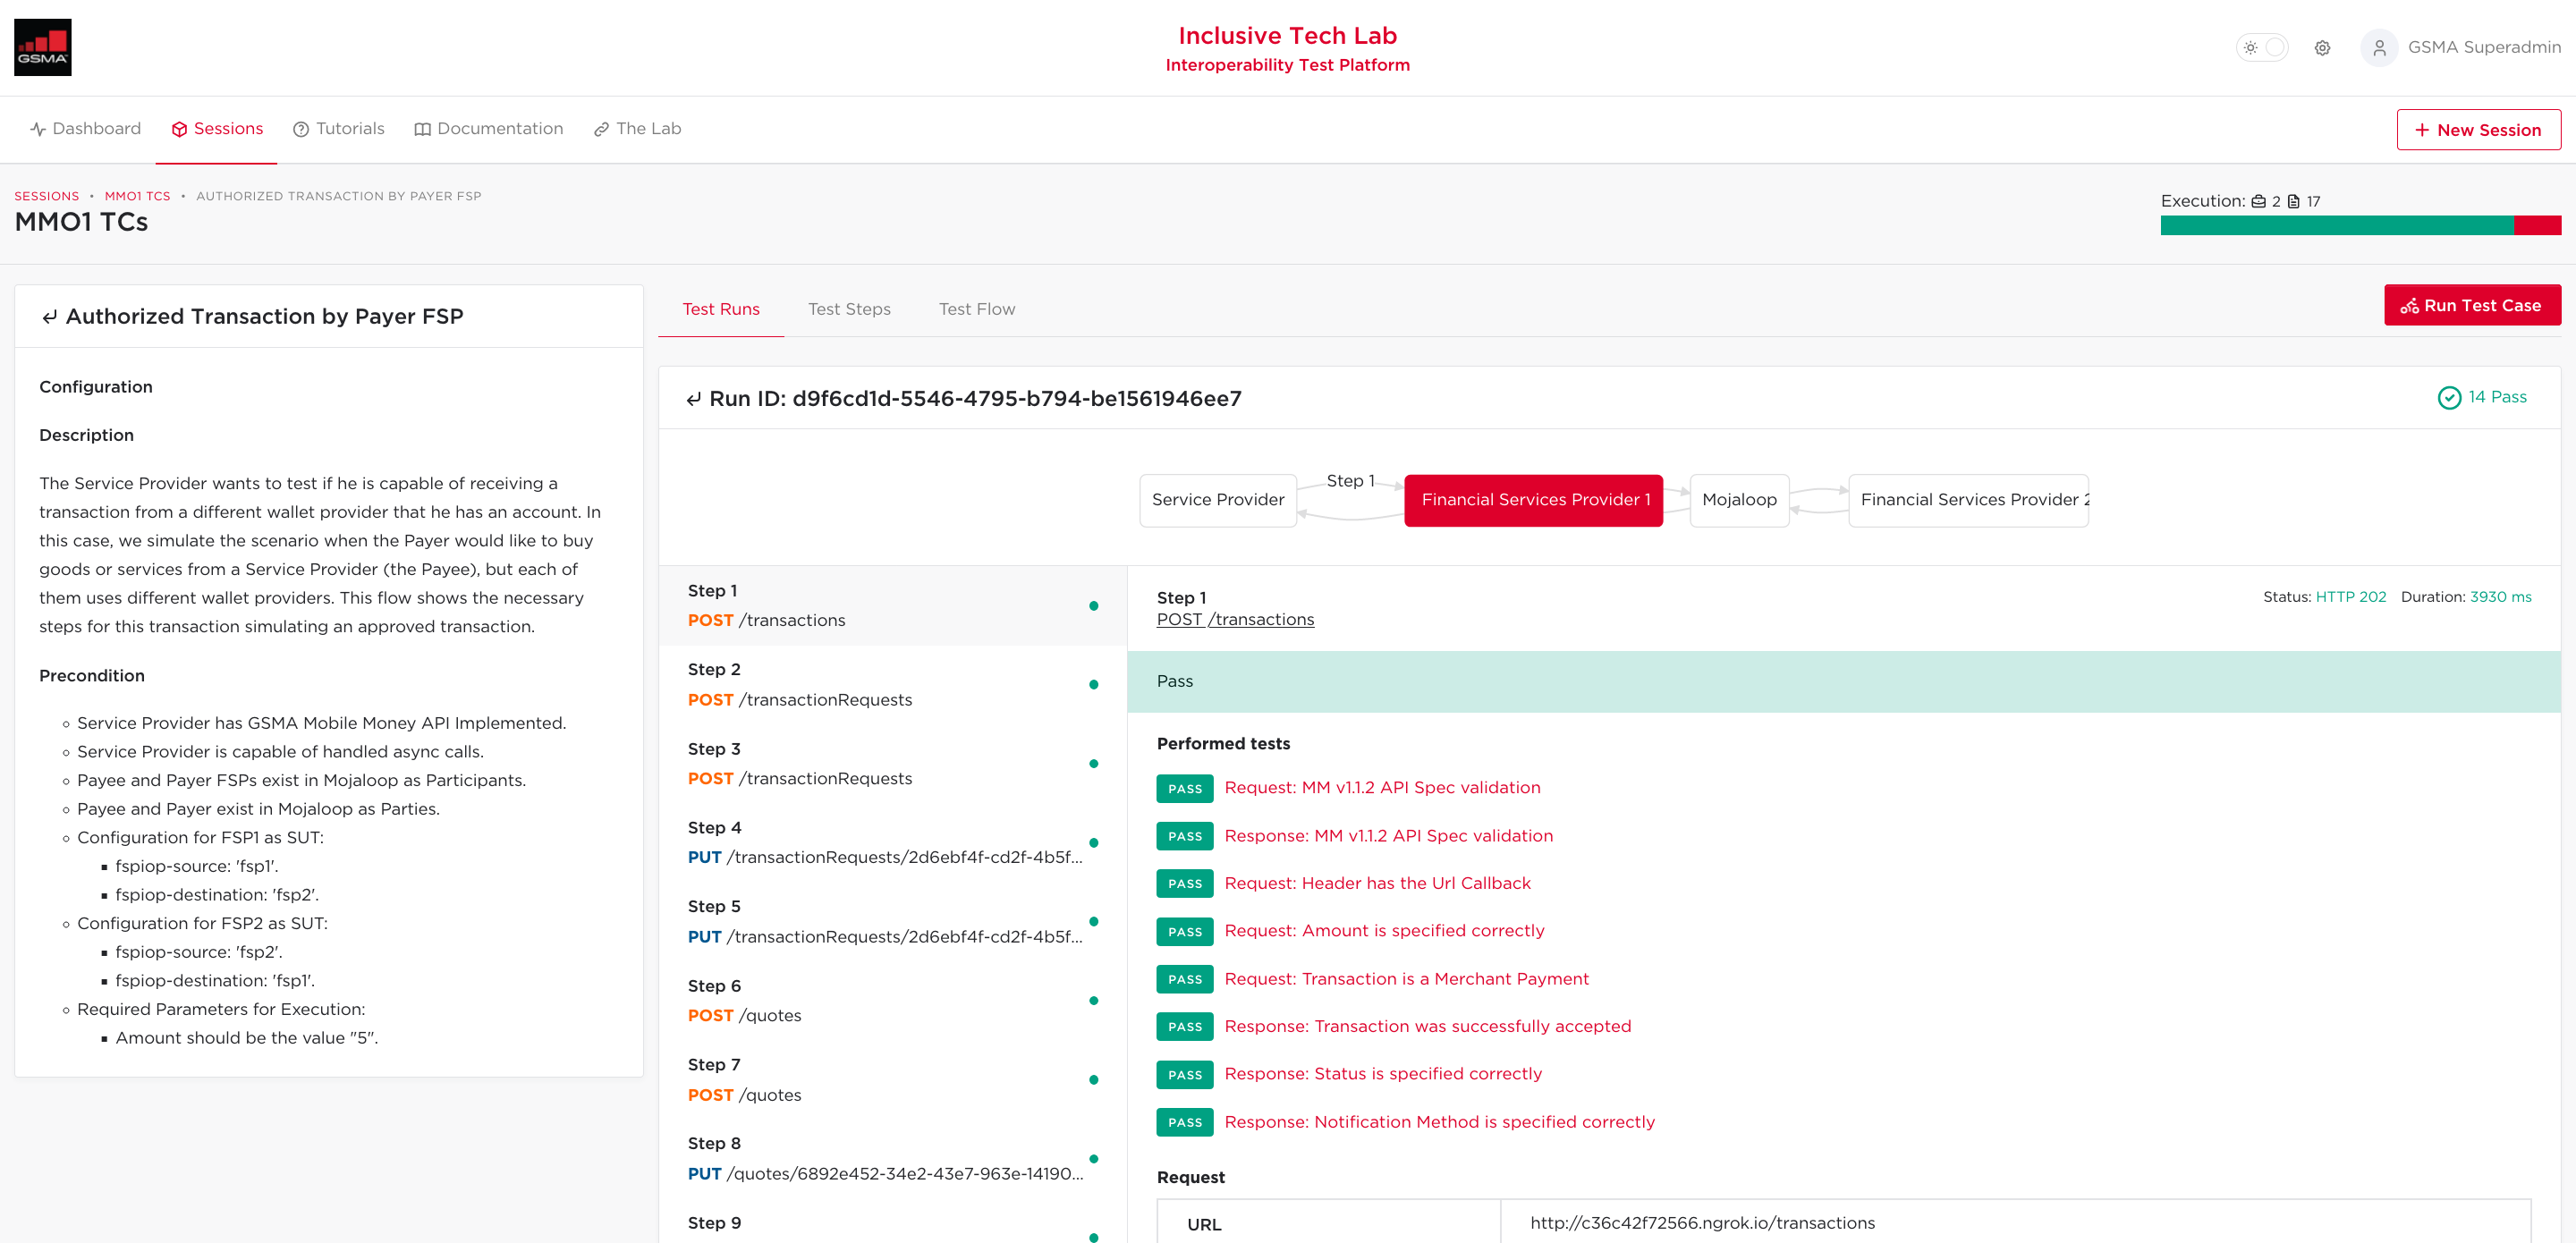 GSMA
Inclusive Tech Lab
Interoperability Test Platform
GSMA Superadmin
Dashboard
Sessions
Tutorials
Documentation
The Lab
New Session
SESSIONS • MMO1 TCS • AUTHORIZED TRANSACTION BY PAYER FSP
MMO1 TCs
Execution: 2 17
Authorized Transaction by Payer FSP
Configuration
Description
The Service Provider wants to test if he is capable of receiving a
transaction from a different wallet provider that he has an account. In
this case, we simulate the scenario when the Payer would like to buy
goods or services from a Service Provider (the Payee), but each of
them uses different wallet providers. This flow shows the necessary
steps for this transaction simulating an approved transaction.
Precondition
Service Provider has GSMA Mobile Money API Implemented.
Service Provider is capable of handled async calls.
Payee and Payer FSPs exist in Mojaloop as Participants.
Payee and Payer exist in Mojaloop as Parties.
Configuration for FSP1 as SUT:
fspiop-source: 'fsp1'.
fspiop-destination: 'fsp2'.
Configuration for FSP2 as SUT:
fspiop-source: 'fsp2'.
fspiop-destination: 'fsp1'.
Required Parameters for Execution:
Amount should be the value "5".
Test Runs
Test Steps
Test Flow
Run Test Case
Run ID: d9f6cd1d-5546-4795-b794-be1561946ee7
14 Pass
Service Provider
Step 1
Financial Services Provider 1
Mojaloop
Financial Services Provider 2
Step 1
POST /transactions
Step 2
POST /transactionRequests
Step 3
POST /transactionRequests
Step 4
PUT /transactionRequests/2d6ebf4f-cd2f-4b5f...
Step 5
PUT /transactionRequests/2d6ebf4f-cd2f-4b5f...
Step 6
POST /quotes
Step 7
POST /quotes
Step 8
PUT /quotes/6892e452-34e2-43e7-963e-14190...
Step 9
Step 1
POST /transactions
Status: HTTP 202 Duration: 3930 ms
Pass
Performed tests
PASS Request: MM v1.1.2 API Spec validation
PASS Response: MM v1.1.2 API Spec validation
PASS Request: Header has the Url Callback
PASS Request: Amount is specified correctly
PASS Request: Transaction is a Merchant Payment
PASS Response: Transaction was successfully accepted
PASS Response: Status is specified correctly
PASS Response: Notification Method is specified correctly
Request
URL
http://c36c42f72566.ngrok.io/transactions